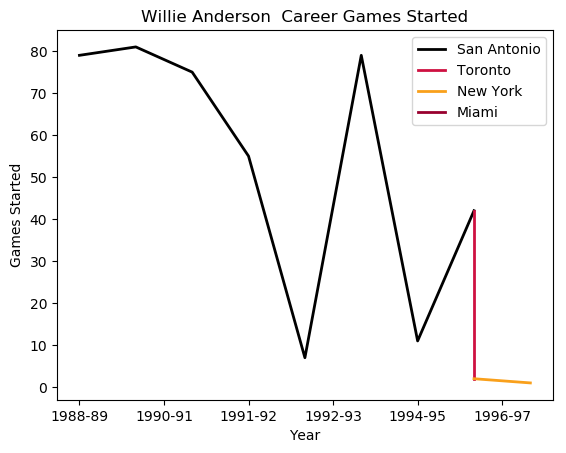 Willie Anderson  Career Games Started
San Antonio
Toronto
New York
Miami
80
70
60
50
40
30
20
10
0
Games Started
1988-89 1990-91 1991-92 1992-93 1994-95 1996-97
Year